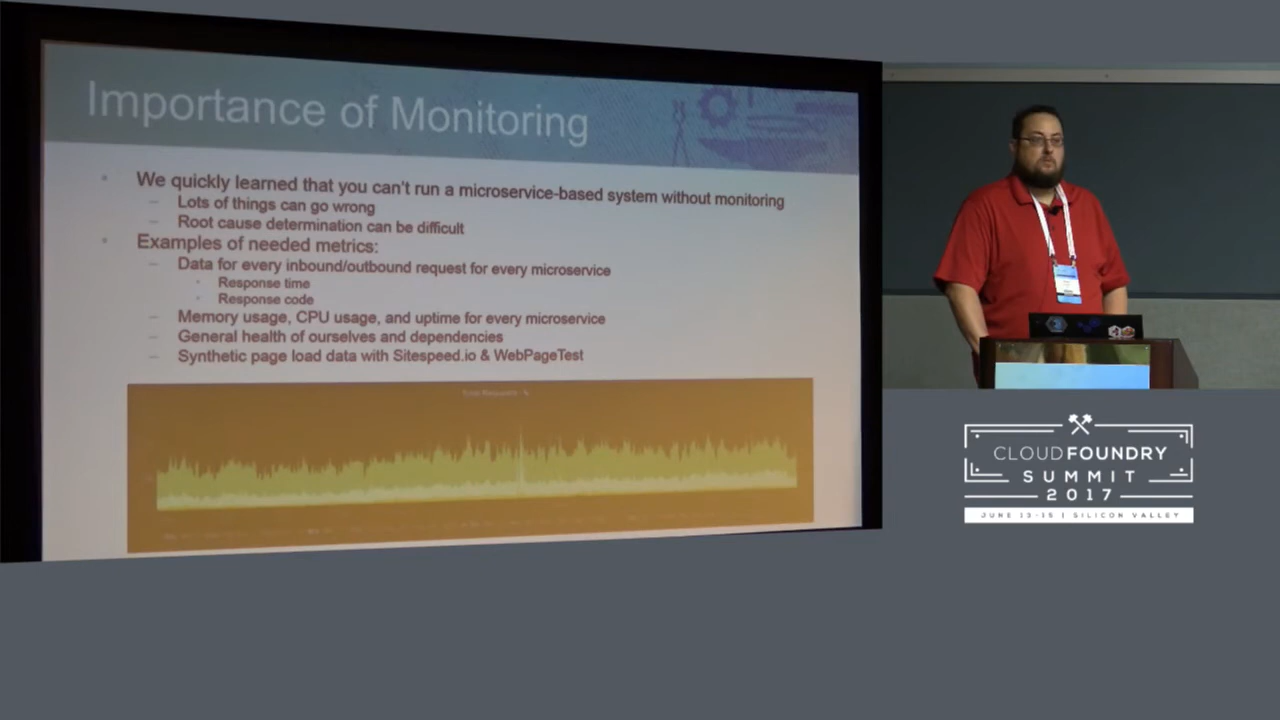 Importance of Monitoring
We quickly learned that you can't run a microservice-based system without monitoring
Lots of things can go wrong
Root cause determination can be difficult
Examples of needed metrics:
Data for every inbound/outbound request for every microservice
Response time
Response code
Memory usage, CPU usage, and uptime for every microservice
General health of ourselves and dependencies
Synthetic page load data with Sitespeed.io & WebPageTest
CLOUD FOUNDRY
SUMMIT
2017
JUNE 13-15 | SILICON VALLEY